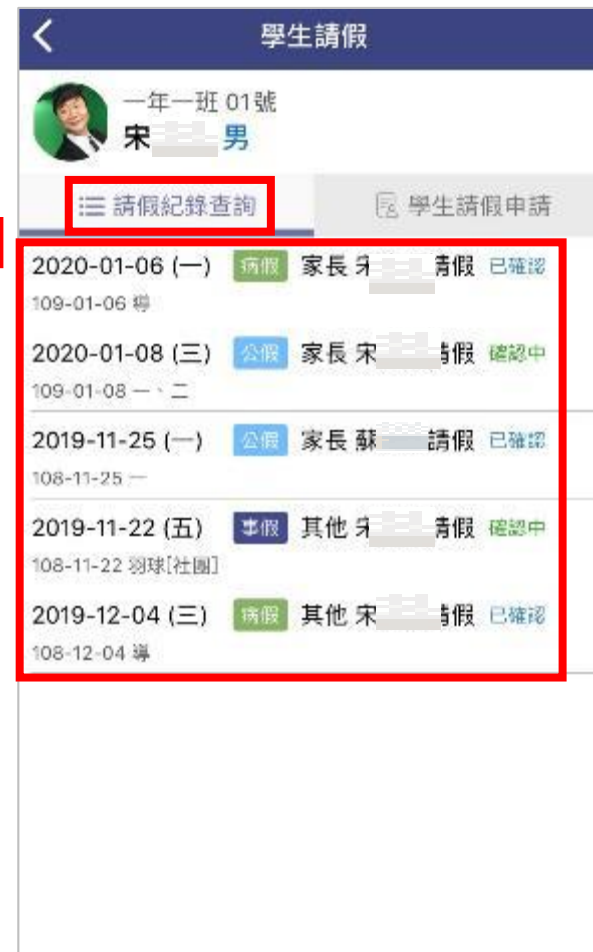 學生請假
一年一班 01號
宋 男
請假紀錄查詢
學生請假申請
2020-01-06 (一) 病假 家長 請假 已確認
109-01-06 導
2020-01-08 (三) 公假 家長 宋 請假 確認中
109-01-08 一、二
2019-11-25 (一) 公假 家長 蘇 請假 已確認
108-11-25 一
2019-11-22 (五) 事假 其他 請假 確認中
108-11-22 羽球[社團]
2019-12-04 (三) 病假 其他 宋 請假 已確認
108-12-04 導